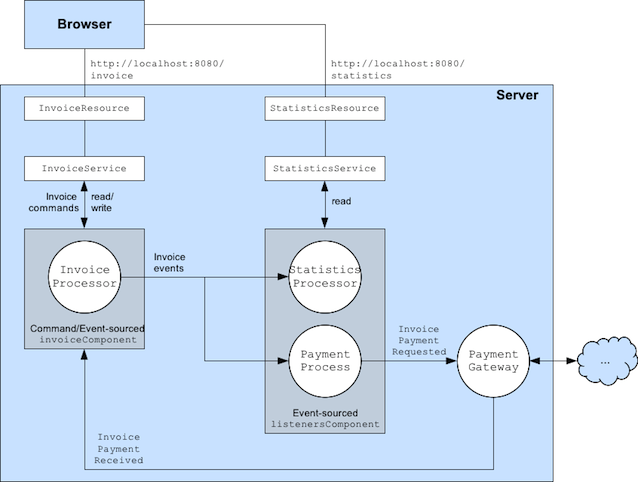 Browser
http://localhost:8080/
invoice
http://localhost:8080/
statistics
Server
InvoiceResource
StatisticsResource
InvoiceService
StatisticsService
Invoice
commands
read/
write
read
Invoice
Processor
Invoice
events
Statistics
Processor
Command/Event-sourced
invoiceComponent
Payment
Process
Invoice
Payment
Requested
Payment
Gateway
...
Event-sourced
listenersComponent
Invoice
Payment
Received